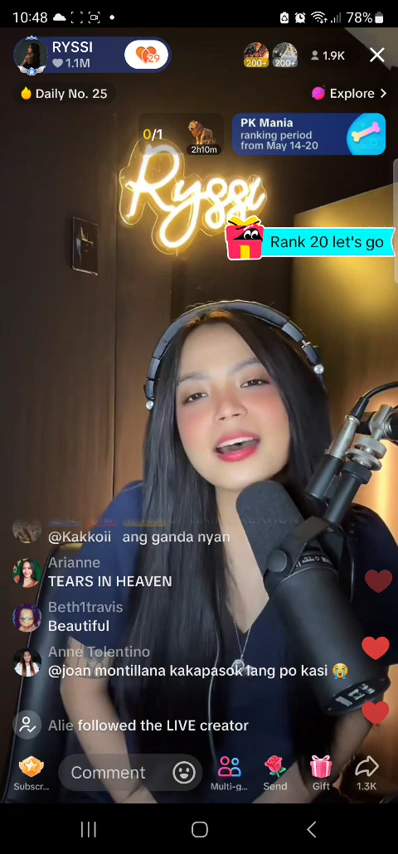 10:48
78%
RYSSI
1.1M
29
200+
200+
1.9K
Daily No. 25
Explore
0/1
2h10m
PK Mania
ranking period
from May 14-20
Ryssi
Rank 20 let's go
@Kakkoii ang ganda nyan
Arianne
TEARS IN HEAVEN
Beth1travis
Beautiful
Anne Tolentino
@joan montillana kakapasok lang po kasi 😭
Alie followed the LIVE creator
Comment
Subscr...
Multi-g...
Send
Gift
1.3K